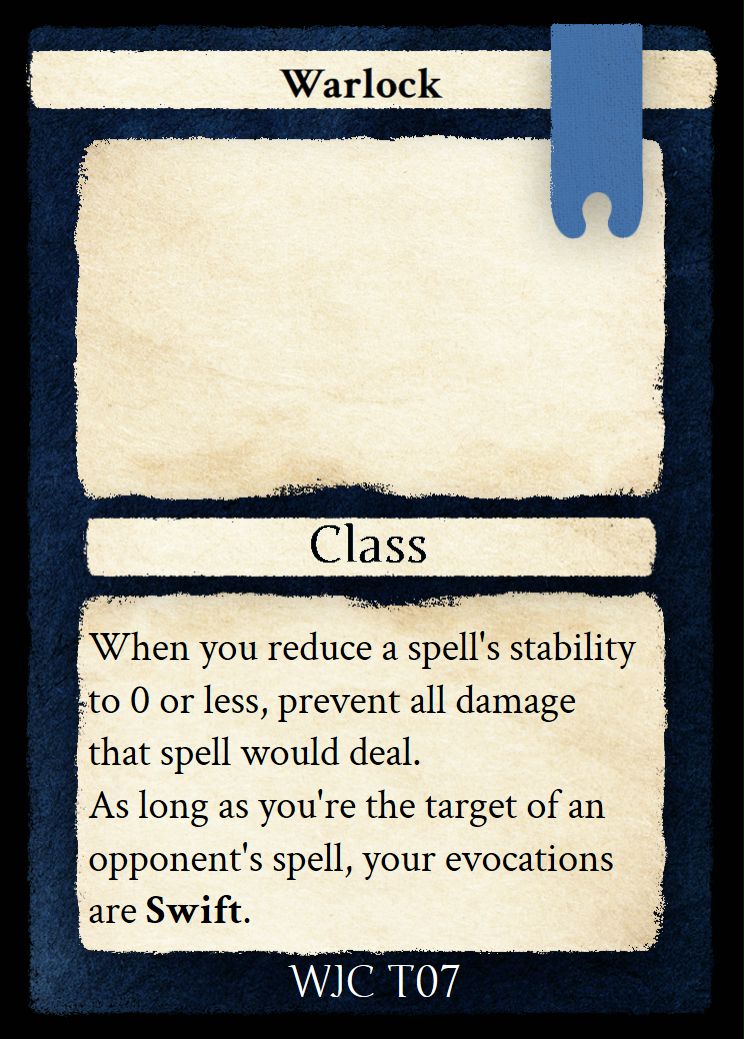 Warlock
Class
When you reduce a spell's stability
to 0 or less, prevent all damage
that spell would deal.
As long as you're the target of an
opponent's spell, your evocations
are Swift.
WJC T07